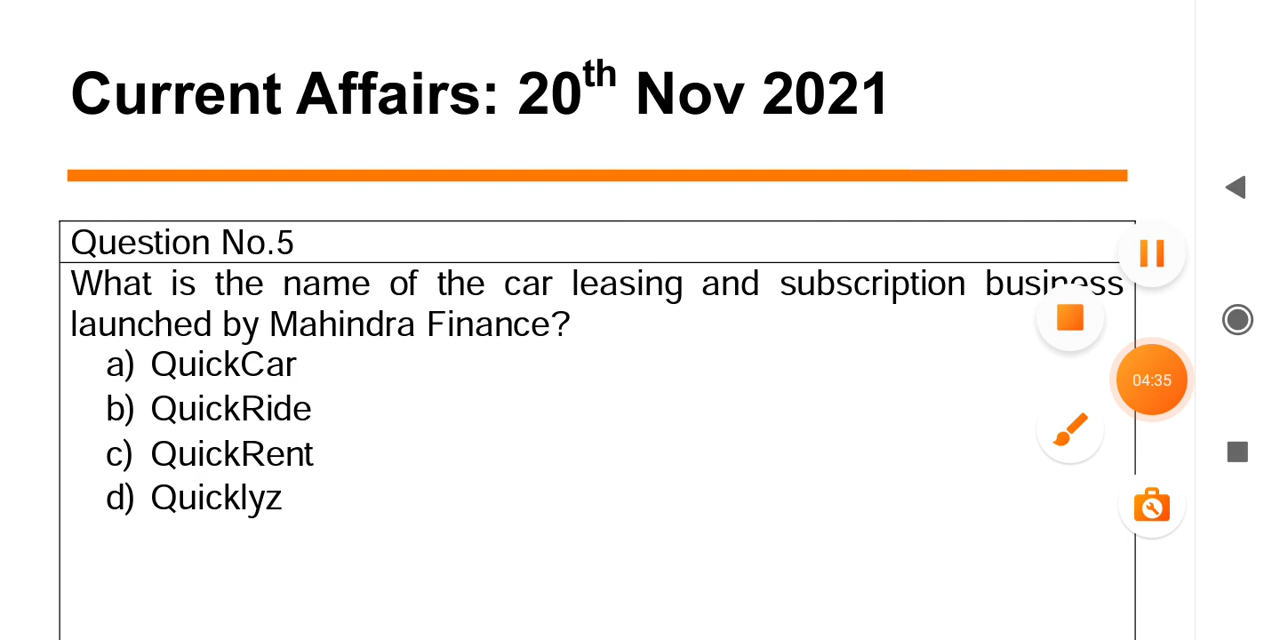 Current Affairs: 20th Nov 2021
Question No.5
What is the name of the car leasing and subscription business
launched by Mahindra Finance?
a) QuickCar
b) QuickRide
c) QuickRent
d) Quicklyz
04:35